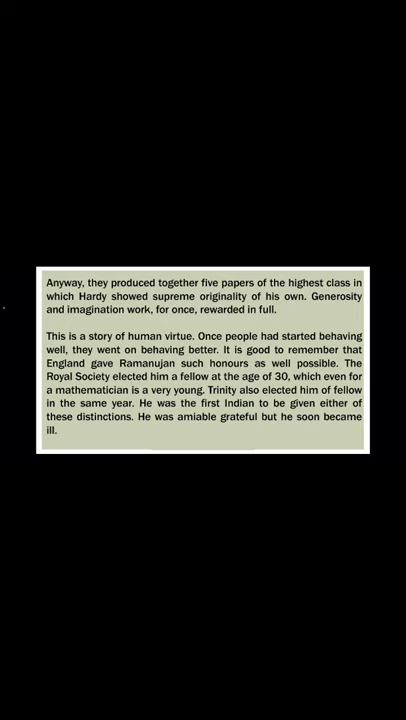 Anyway, they produced together five papers of the highest class in
which Hardy showed supreme originality of his own. Generosity
and imagination work, for once, rewarded in full.
This is a story of human virtue. Once people had started behaving
well, they went on behaving better. It is good to remember that
England gave Ramanujan such honours as well possible. The
Royal Society elected him a fellow at the age of 30, which even for
a mathematician is a very young. Trinity also elected him of fellow
in the same year. He was the first Indian to be given either of
these distinctions. He was amiable grateful but he soon became
ill.